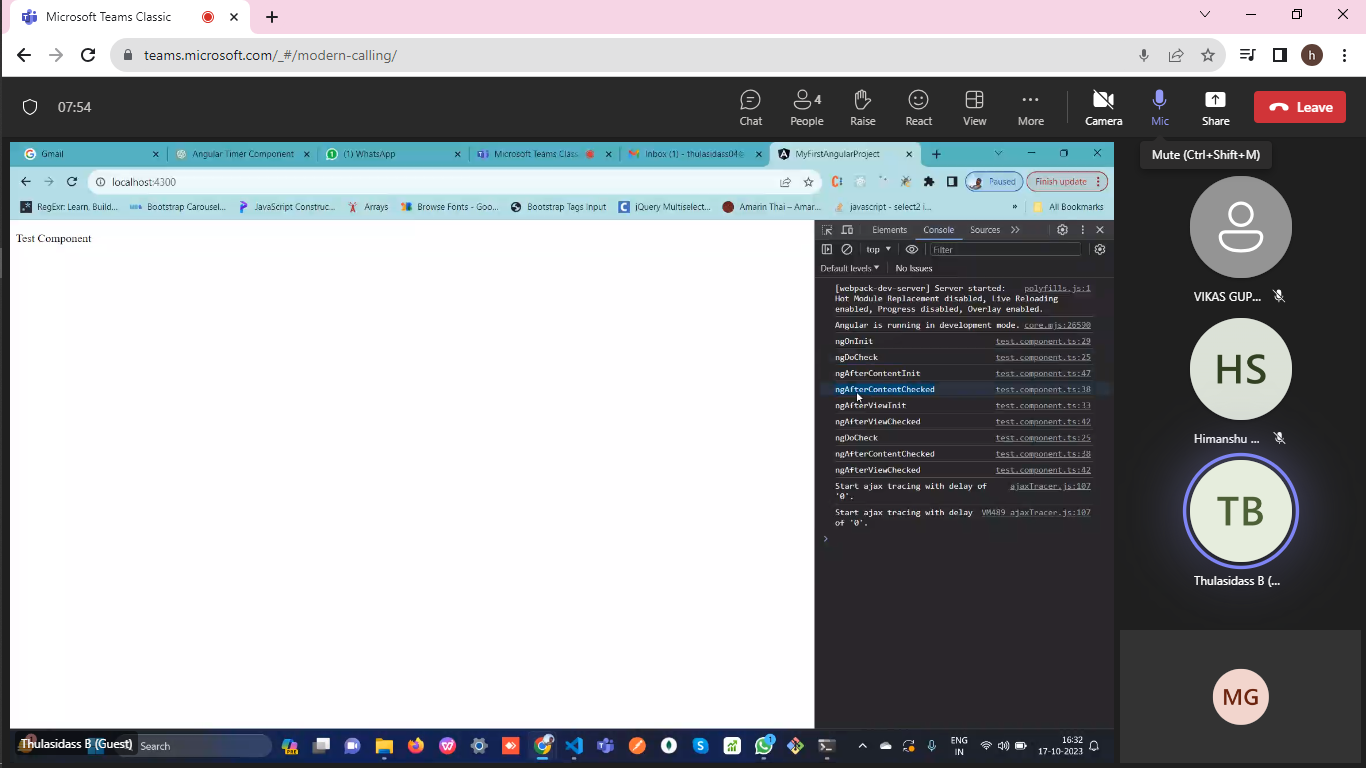 Microsoft Teams Classic
teams.microsoft.com/_#/modern-calling/
h
07:54
Chat
4
People
Raise
React
View
More
Camera
Mic
Share
Leave
Mute (Ctrl+Shift+M)
Gmail
Angular Timer Component
(1) WhatsApp
Microsoft Teams Clas
Inbox (1) - thulasidass04@
MyFirstAngularProject
localhost:4300
Paused
Finish update
RegExr: Learn, Build...
Bootstrap Carousel...
JavaScript Construc...
Arrays
Browse Fonts - Goo...
Bootstrap Tags Input
jQuery Multiselect...
Amarin Thai – Amar...
javascript - select2 i...
»
All Bookmarks
Test Component
Elements
Console
Sources
top
Filter
Default levels
No Issues
[webpack-dev-server] Server started: polyfills.js:1
Hot Module Replacement disabled, Live Reloading
enabled, Progress disabled, Overlay enabled.
Angular is running in development mode. core.mjs:26590
ngOnInit test.component.ts:29
ngDoCheck test.component.ts:25
ngAfterContentInit test.component.ts:47
ngAfterContentChecked test.component.ts:38
ngAfterViewInit test.component.ts:33
ngAfterViewChecked test.component.ts:42
ngDoCheck test.component.ts:25
ngAfterContentChecked test.component.ts:38
ngAfterViewChecked test.component.ts:42
Start ajax tracing with delay of ajaxTracer.js:107
'0'.
Start ajax tracing with delay VM489 ajaxTracer.js:107
of '0'.
VIKAS GUP...
HS
Himanshu ...
TB
Thulasidass B (...
MG
Thulasidass B (Guest)
Search
ENG
IN
16:32
17-10-2023